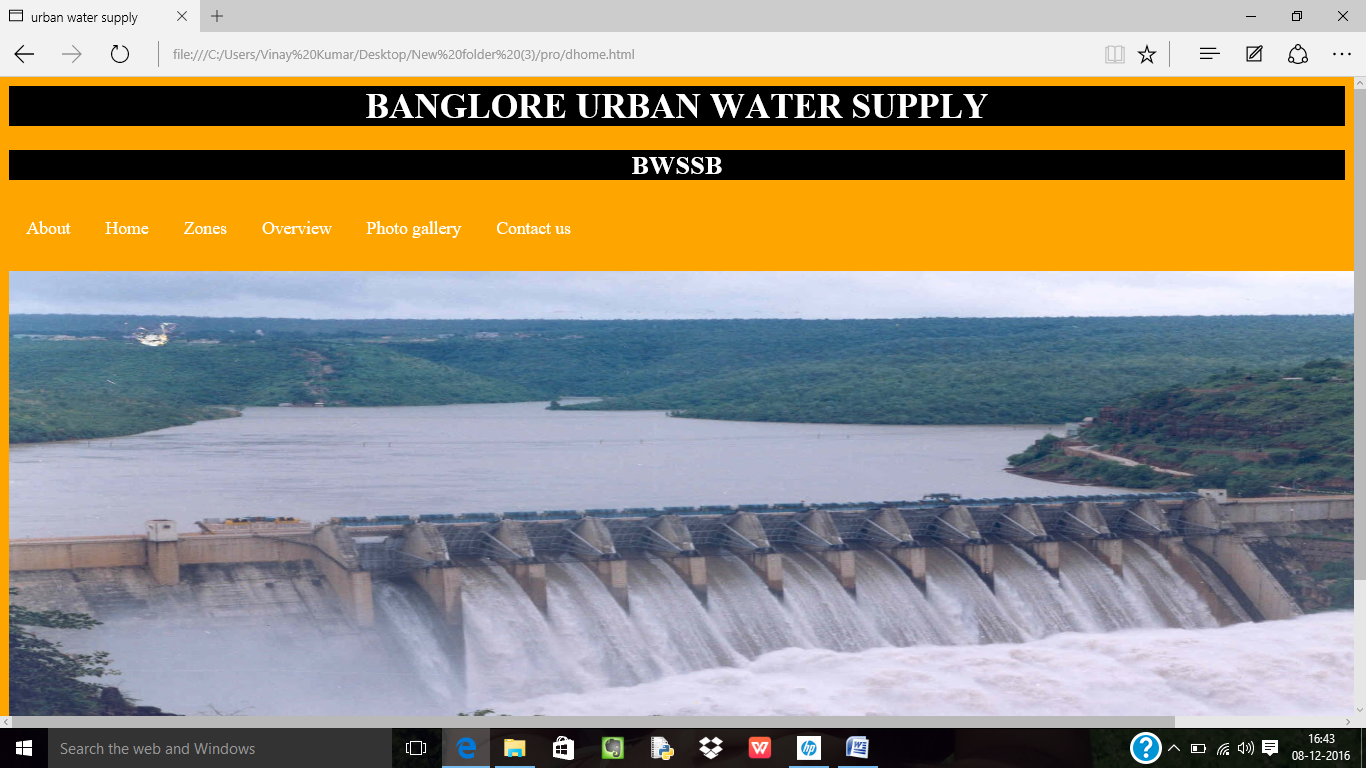 urban water supply
file:///C:/Users/Vinay%20Kumar/Desktop/New%20folder%20(3)/pro/dhome.html
BANGLORE URBAN WATER SUPPLY
BWSSB
About Home Zones Overview Photo gallery Contact us
Search the web and Windows
16:43
08-12-2016